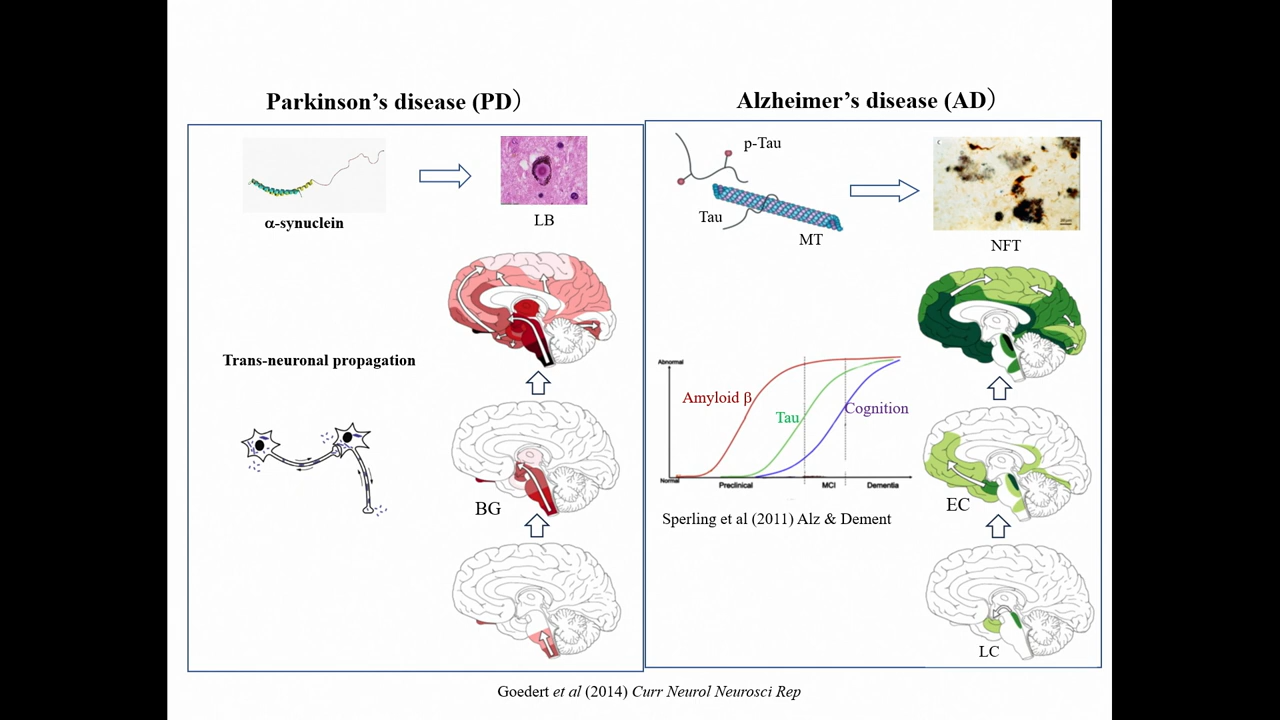 Parkinson’s disease (PD）
α-synuclein
LB
Trans-neuronal propagation
BG
Alzheimer’s disease (AD）
p-Tau
Tau
MT
NFT
Abnormal
Amyloid β
Tau
Cognition
Normal
Preclinical
MCI
Dementia
Sperling et al (2011) Alz & Dement
EC
LC
Goedert et al (2014) Curr Neurol Neurosci Rep